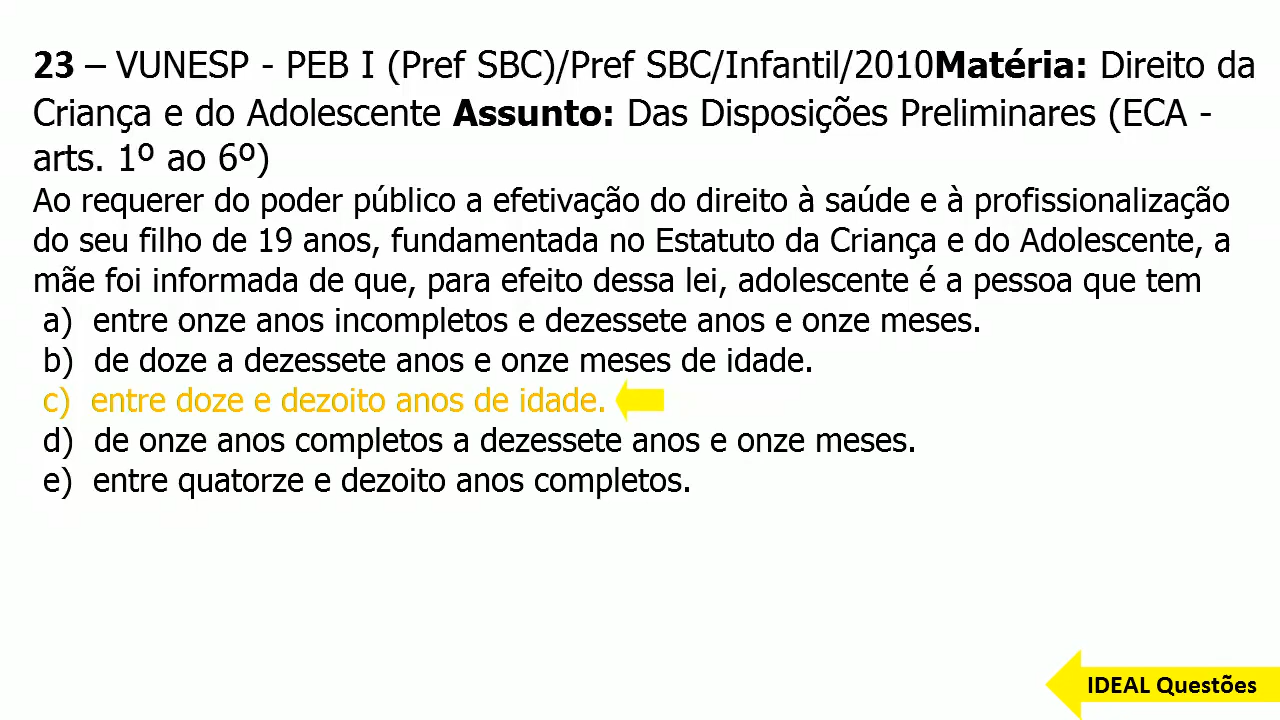 23 – VUNESP - PEB I (Pref SBC)/Pref SBC/Infantil/2010Matéria: Direito da
Criança e do Adolescente Assunto: Das Disposições Preliminares (ECA -
arts. 1º ao 6º)
Ao requerer do poder público a efetivação do direito à saúde e à profissionalização
do seu filho de 19 anos, fundamentada no Estatuto da Criança e do Adolescente, a
mãe foi informada de que, para efeito dessa lei, adolescente é a pessoa que tem
a) entre onze anos incompletos e dezessete anos e onze meses.
b) de doze a dezessete anos e onze meses de idade.
c) entre doze e dezoito anos de idade.
d) de onze anos completos a dezessete anos e onze meses.
e) entre quatorze e dezoito anos completos.
IDEAL Questões